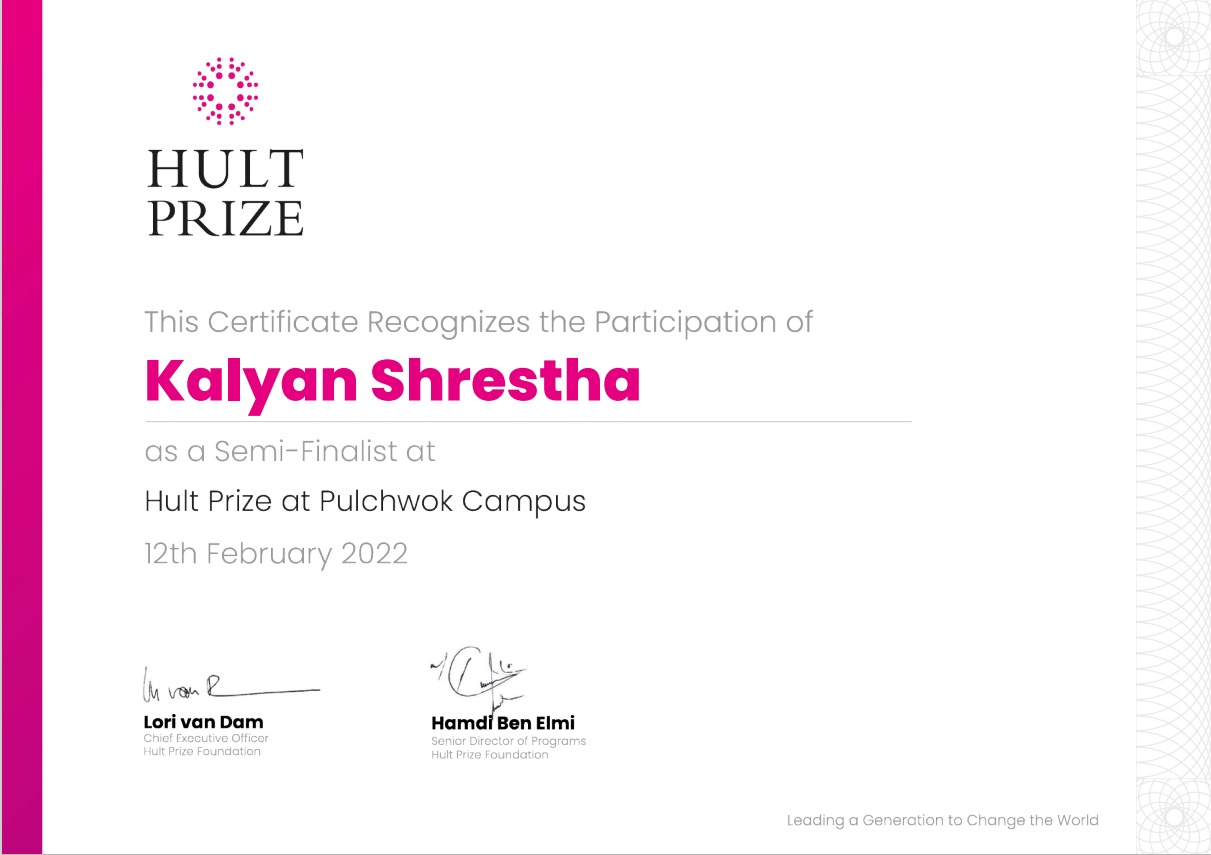 HULT
PRIZE
This Certificate Recognizes the Participation of
Kalyan Shrestha
as a Semi-Finalist at
Hult Prize at Pulchwok Campus
12th February 2022
Lori van Dam
Chief Executive Officer
Hult Prize Foundation
Hamdi Ben Elmi
Senior Director of Programs
Hult Prize Foundation
Leading a Generation to Change the World